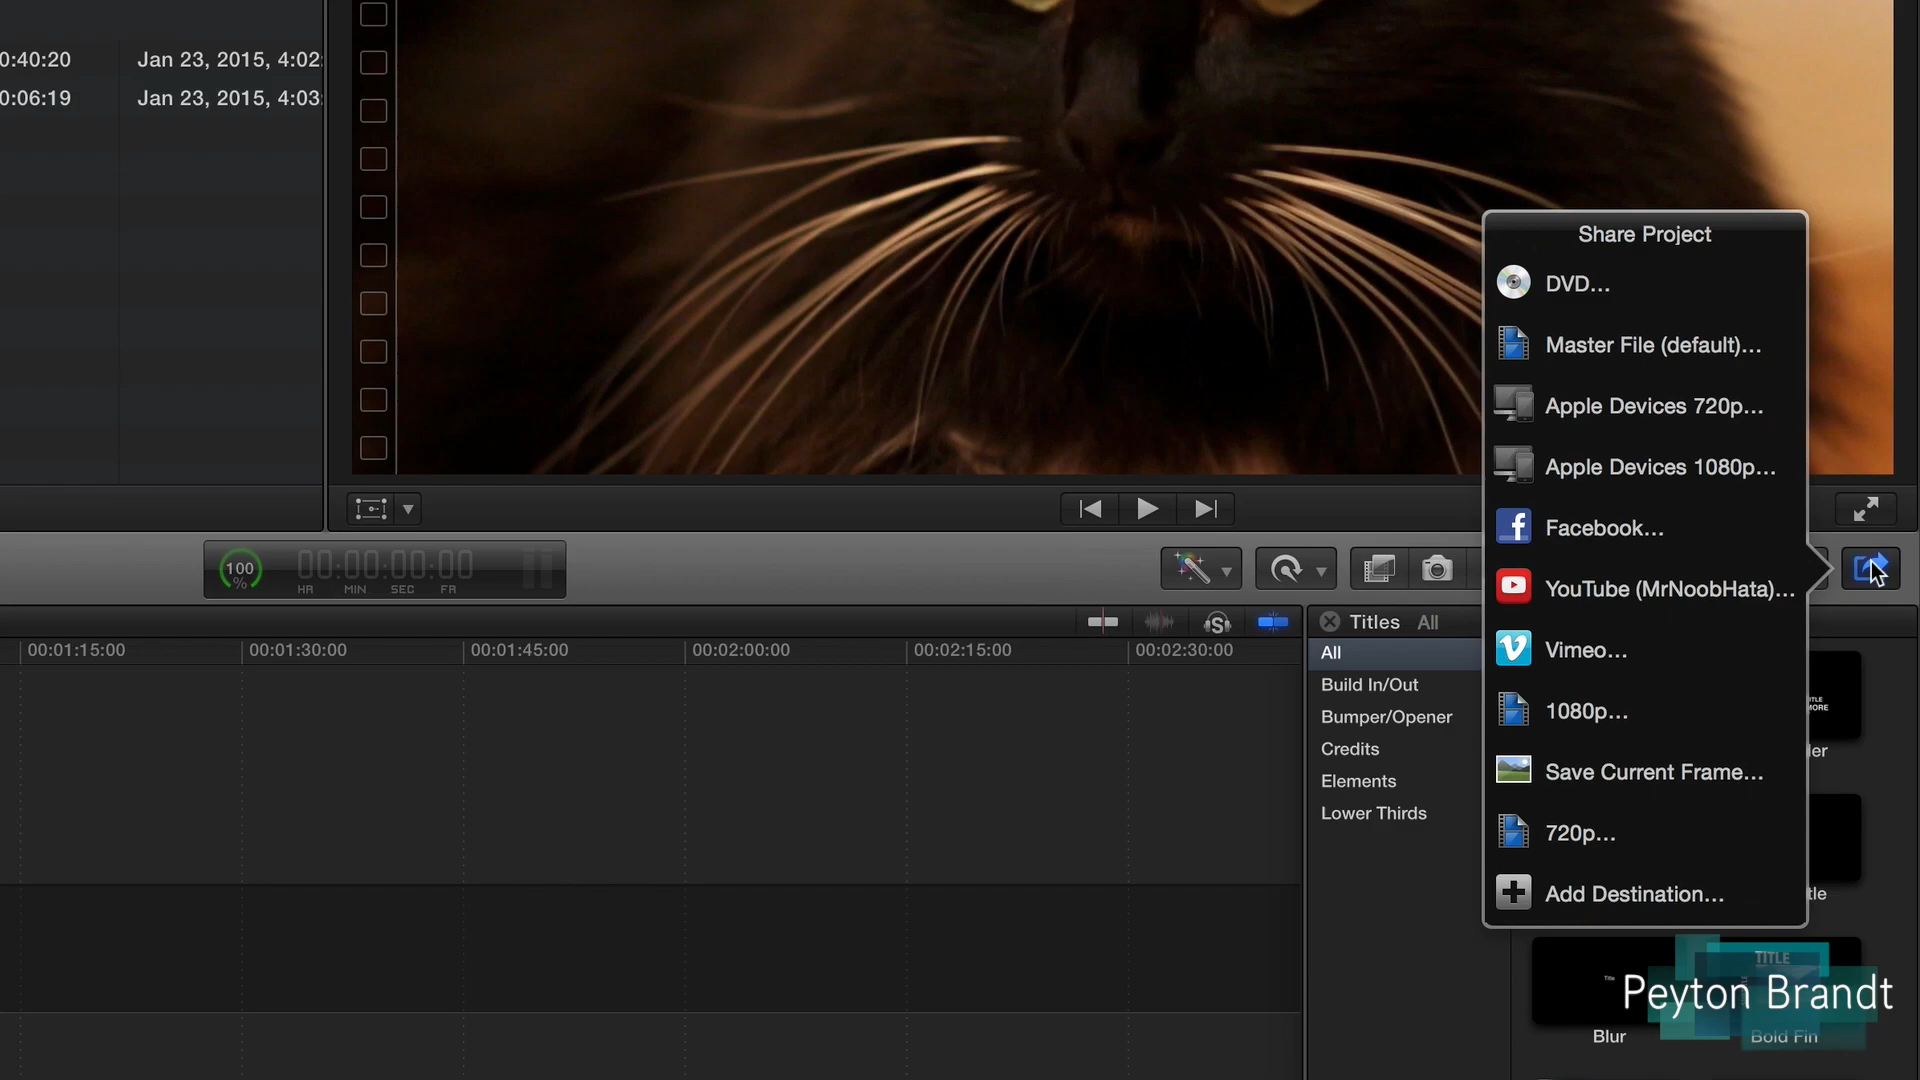 0:40:20 Jan 23, 2015, 4:02:
0:06:19 Jan 23, 2015, 4:03:
Share Project
DVD...
Master File (default)...
Apple Devices 720p...
Apple Devices 1080p...
Facebook...
YouTube (MrNoobHata)...
Vimeo...
1080p...
Save Current Frame...
720p...
Add Destination...
100 %
00:00:00:00
HR MIN SEC FR
00:01:15:00 00:01:30:00 00:01:45:00 00:02:00:00 00:02:15:00 00:02:30:00
Titles All
All
Build In/Out
Bumper/Opener
Credits
Elements
Lower Thirds
TITLE
Peyton Brandt
Blur
Bold Fin